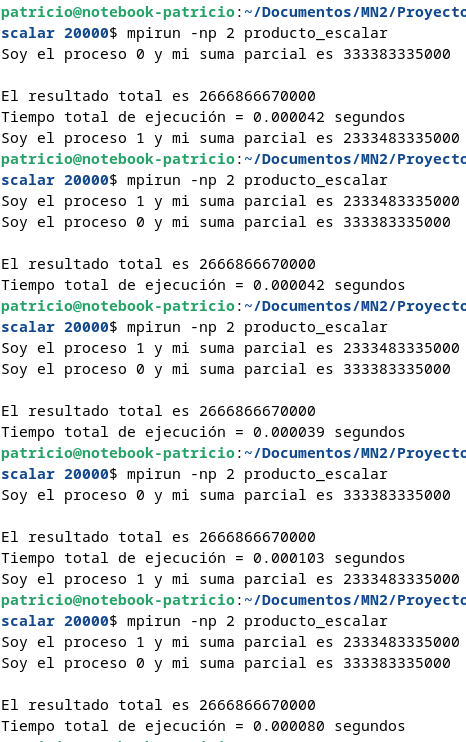 patricio@notebook-patricio:~/Documentos/MN2/Proyecto
scalar 20000$ mpirun -np 2 producto_escalar
Soy el proceso 0 y mi suma parcial es 333383335000
El resultado total es 2666866670000
Tiempo total de ejecución = 0.000042 segundos
Soy el proceso 1 y mi suma parcial es 2333483335000
patricio@notebook-patricio:~/Documentos/MN2/Proyecto
scalar 20000$ mpirun -np 2 producto_escalar
Soy el proceso 1 y mi suma parcial es 2333483335000
Soy el proceso 0 y mi suma parcial es 333383335000
El resultado total es 2666866670000
Tiempo total de ejecución = 0.000042 segundos
patricio@notebook-patricio:~/Documentos/MN2/Proyecto
scalar 20000$ mpirun -np 2 producto_escalar
Soy el proceso 1 y mi suma parcial es 2333483335000
Soy el proceso 0 y mi suma parcial es 333383335000
El resultado total es 2666866670000
Tiempo total de ejecución = 0.000039 segundos
patricio@notebook-patricio:~/Documentos/MN2/Proyecto
scalar 20000$ mpirun -np 2 producto_escalar
Soy el proceso 0 y mi suma parcial es 333383335000
El resultado total es 2666866670000
Tiempo total de ejecución = 0.000103 segundos
Soy el proceso 1 y mi suma parcial es 2333483335000
patricio@notebook-patricio:~/Documentos/MN2/Proyecto
scalar 20000$ mpirun -np 2 producto_escalar
Soy el proceso 1 y mi suma parcial es 2333483335000
Soy el proceso 0 y mi suma parcial es 333383335000
El resultado total es 2666866670000
Tiempo total de ejecución = 0.000080 segundos